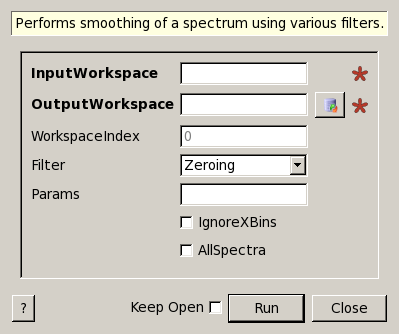 Performs smoothing of a spectrum using various filters.
InputWorkspace *
OutputWorkspace *
WorkspaceIndex 0
Filter Zeroing
Params
IgnoreXBins
AllSpectra
? Keep Open Run Close